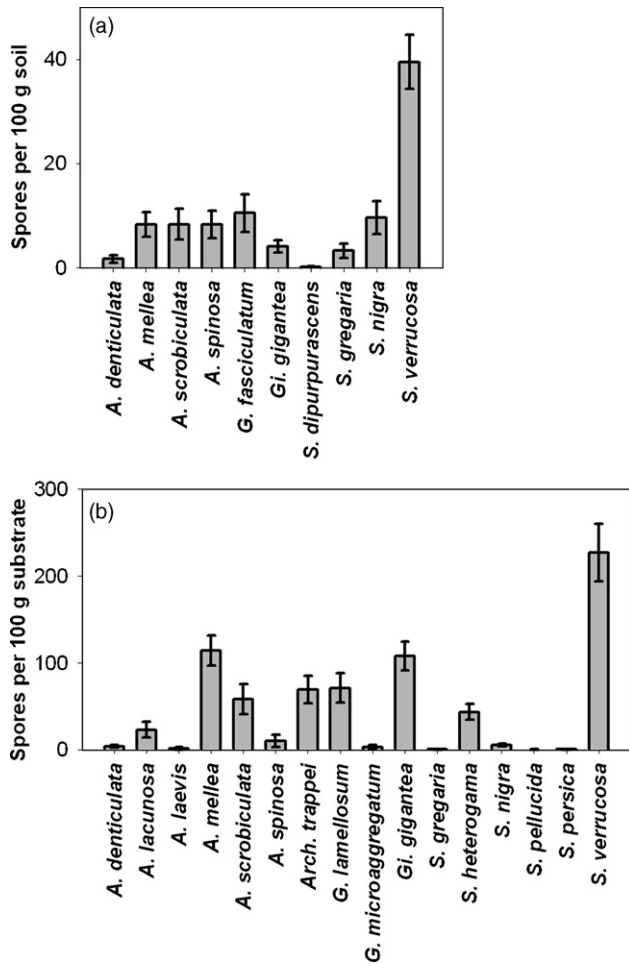 (a)
Spores per 100 g soil
40
20
0
A. denticulata
A. mellea
A. scrobiculata
A. spinosa
G. fasciculatum
Gi. gigantea
S. dipurpurascens
S. gregaria
S. nigra
S. verrucosa
(b)
Spores per 100 g substrate
300
200
100
0
A. denticulata
A. lacunosa
A. laevis
A. mellea
A. scrobiculata
A. spinosa
Arch. trappei
G. lamellosum
G. microaggregatum
Gi. gigantea
S. gregaria
S. heterogama
S. nigra
S. pellucida
S. persica
S. verrucosa